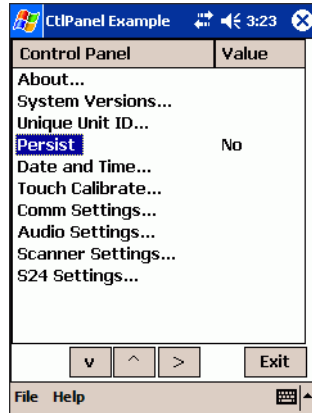 CtlPanel Example 3:23
Control Panel Value
About...
System Versions...
Unique Unit ID...
Persist No
Date and Time...
Touch Calibrate...
Comm Settings...
Audio Settings...
Scanner Settings...
S24 Settings...
v ^ > Exit
File Help